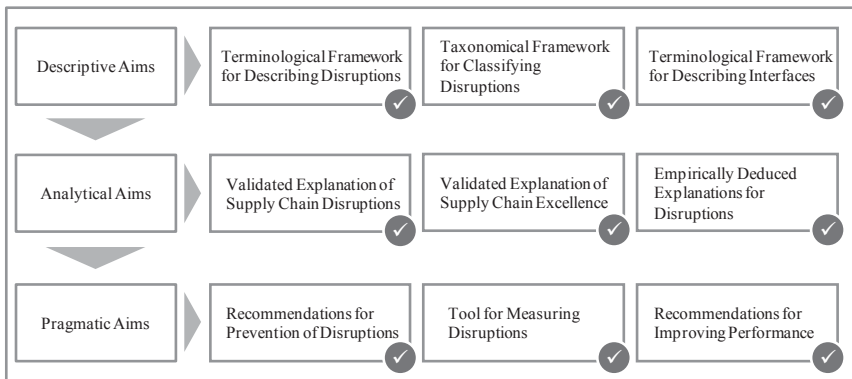 Descriptive Aims
Terminological Framework
for Describing Disruptions
Taxonomical Framework
for Classifying
Disruptions
Terminological Framework
for Describing Interfaces
Analytical Aims
Validated Explanation of
Supply Chain Disruptions
Validated Explanation of
Supply Chain Excellence
Empirically Deduced
Explanations for
Disruptions
Pragmatic Aims
Recommendations for
Prevention of Disruptions
Tool for Measuring
Disruptions
Recommendations for
Improving Performance